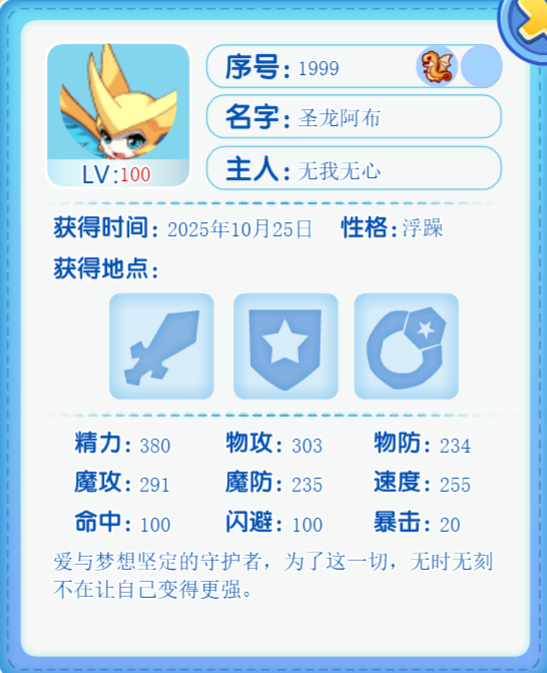 序号: 1999
名字: 圣龙阿布
LV:100
主人: 无我无心
获得时间: 2025年10月25日 性格: 浮躁
获得地点:
精力: 380 物攻: 303 物防: 234
魔攻: 291 魔防: 235 速度: 255
命中: 100 闪避: 100 暴击: 20
爱与梦想坚定的守护者，为了这一切，无时无刻
不在让自己变得更强。